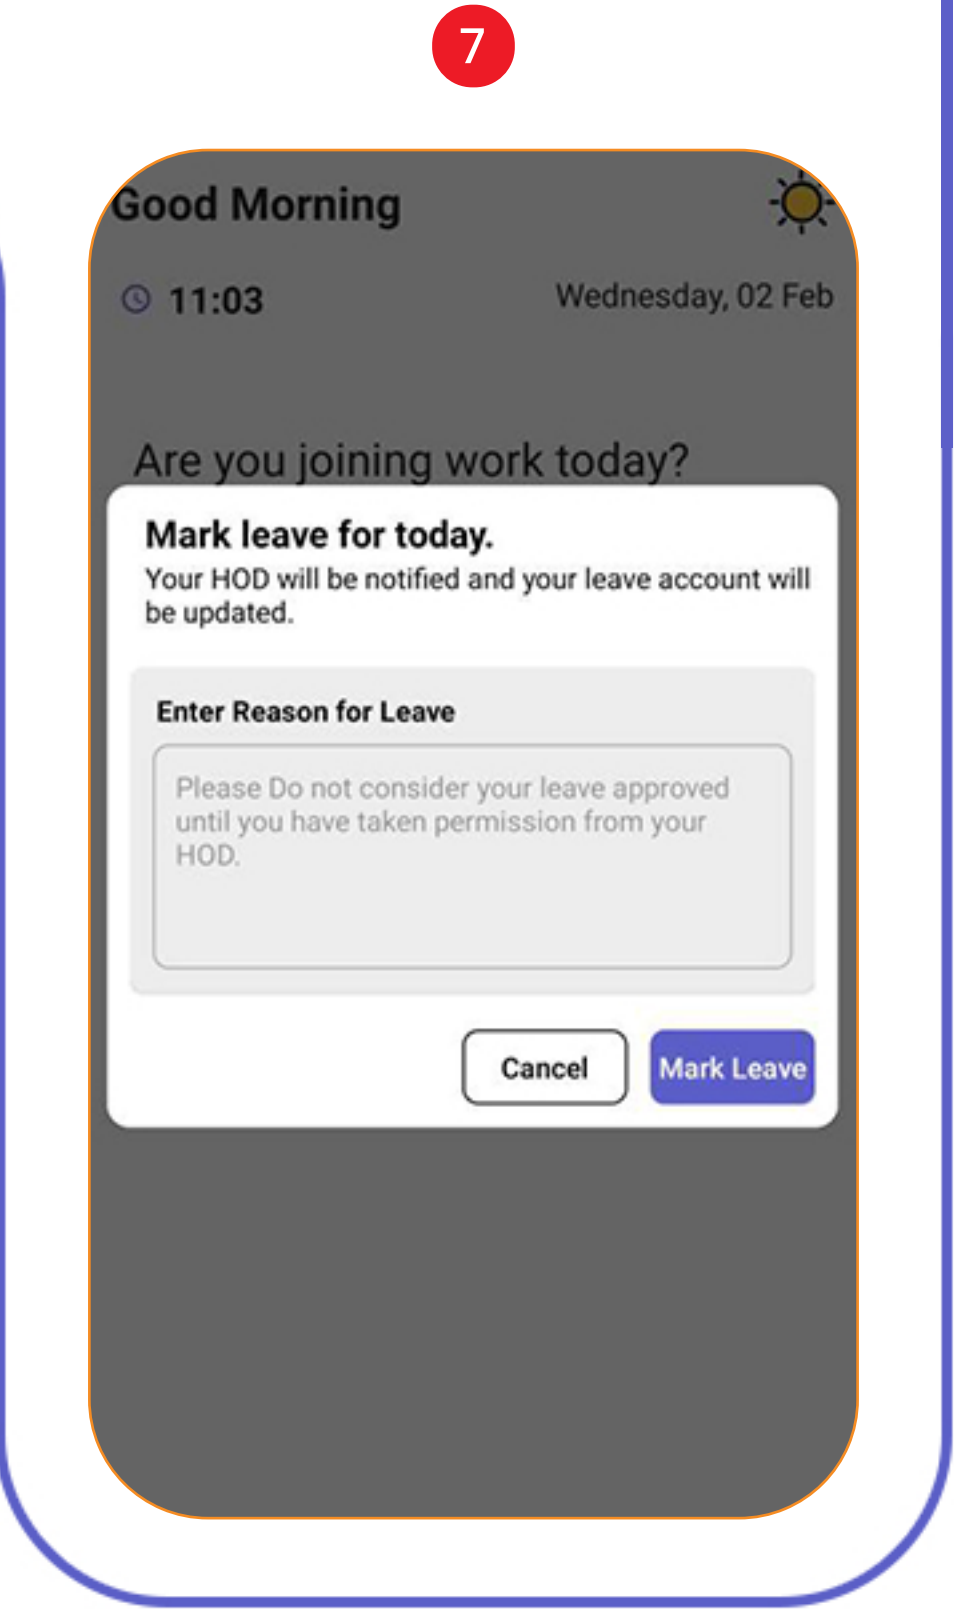 7
Good Morning
11:03
Wednesday, 02 Feb
Are you joining work today?
Mark leave for today.
Your HOD will be notified and your leave account will
be updated.
Enter Reason for Leave
Please Do not consider your leave approved
until you have taken permission from your
HOD.
Cancel
Mark Leave